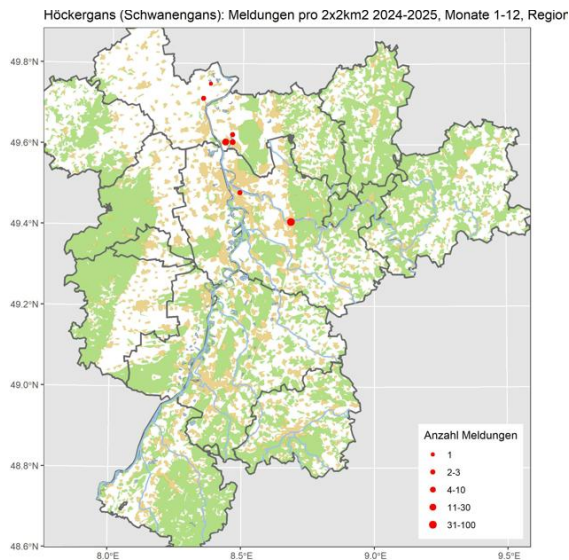 Höckergans (Schwanengans): Meldungen pro 2x2km2 2024-2025, Monate 1-12, Region
49.8°N
49.6°N
49.4°N
49.2°N
49.0°N
48.8°N
48.6°N
Anzahl Meldungen
1
2-3
4-10
11-30
31-100
8.0°E
8.5°E
9.0°E
9.5°E